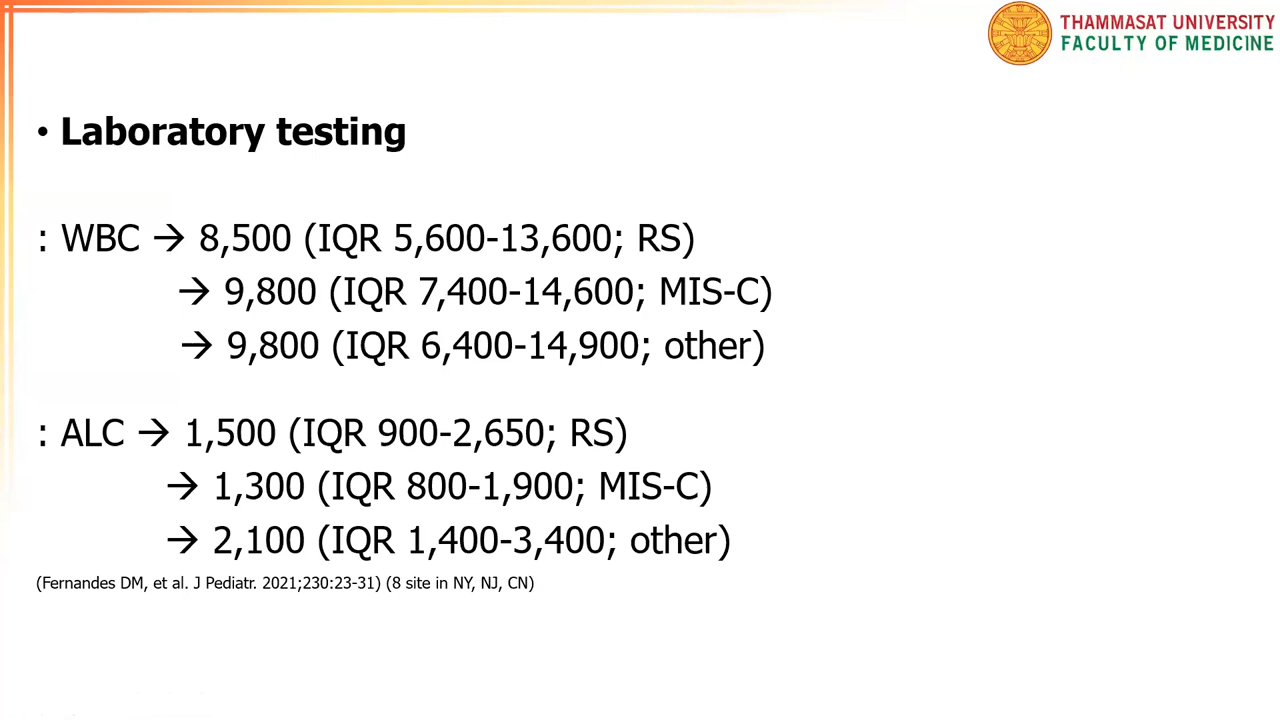 THAMMASAT UNIVERSITY
FACULTY OF MEDICINE
• Laboratory testing
: WBC → 8,500 (IQR 5,600-13,600; RS)
→ 9,800 (IQR 7,400-14,600; MIS-C)
→ 9,800 (IQR 6,400-14,900; other)
: ALC → 1,500 (IQR 900-2,650; RS)
→ 1,300 (IQR 800-1,900; MIS-C)
→ 2,100 (IQR 1,400-3,400; other)
(Fernandes DM, et al. J Pediatr. 2021;230:23-31) (8 site in NY, NJ, CN)